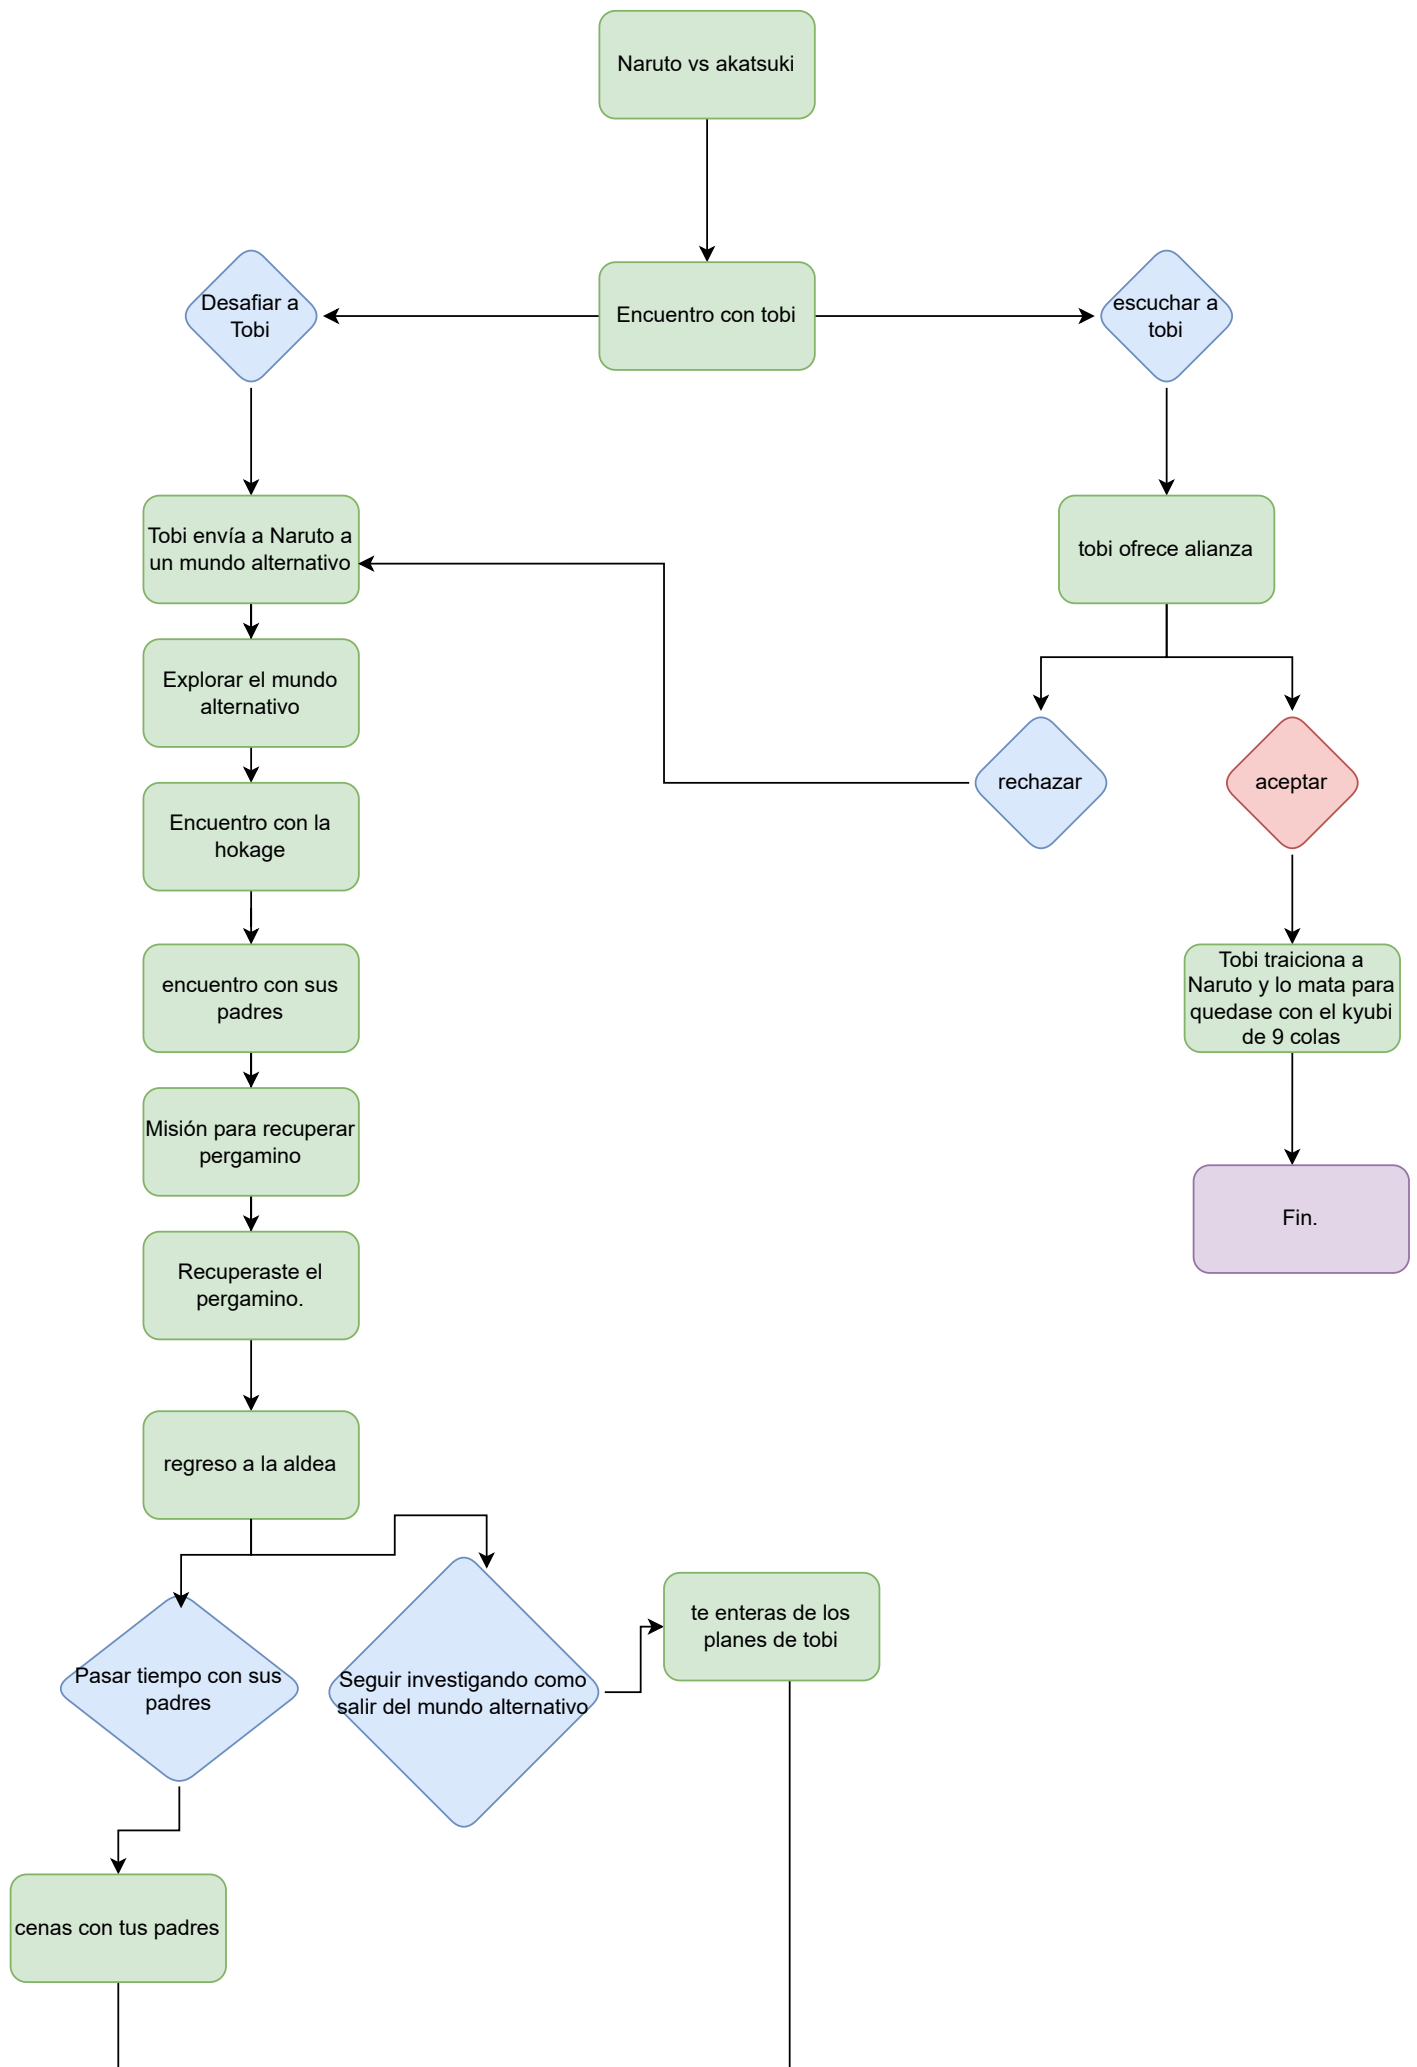 Naruto vs akatsuki
Desafiar a
Tobi
Encuentro con tobi
escuchar a
tobi
Tobi envía a Naruto a
un mundo alternativo
tobi ofrece alianza
Explorar el mundo
alternativo
rechazar
aceptar
Encuentro con la
hokage
encuentro con sus
padres
Tobi traiciona a
Naruto y lo mata para
quedase con el kyubi
de 9 colas
Misión para recuperar
pergamino
Fin.
Recuperaste el
pergamino.
regreso a la aldea
Pasar tiempo con sus
padres
Seguir investigando como
salir del mundo alternativo
te enteras de los
planes de tobi
cenas con tus padres